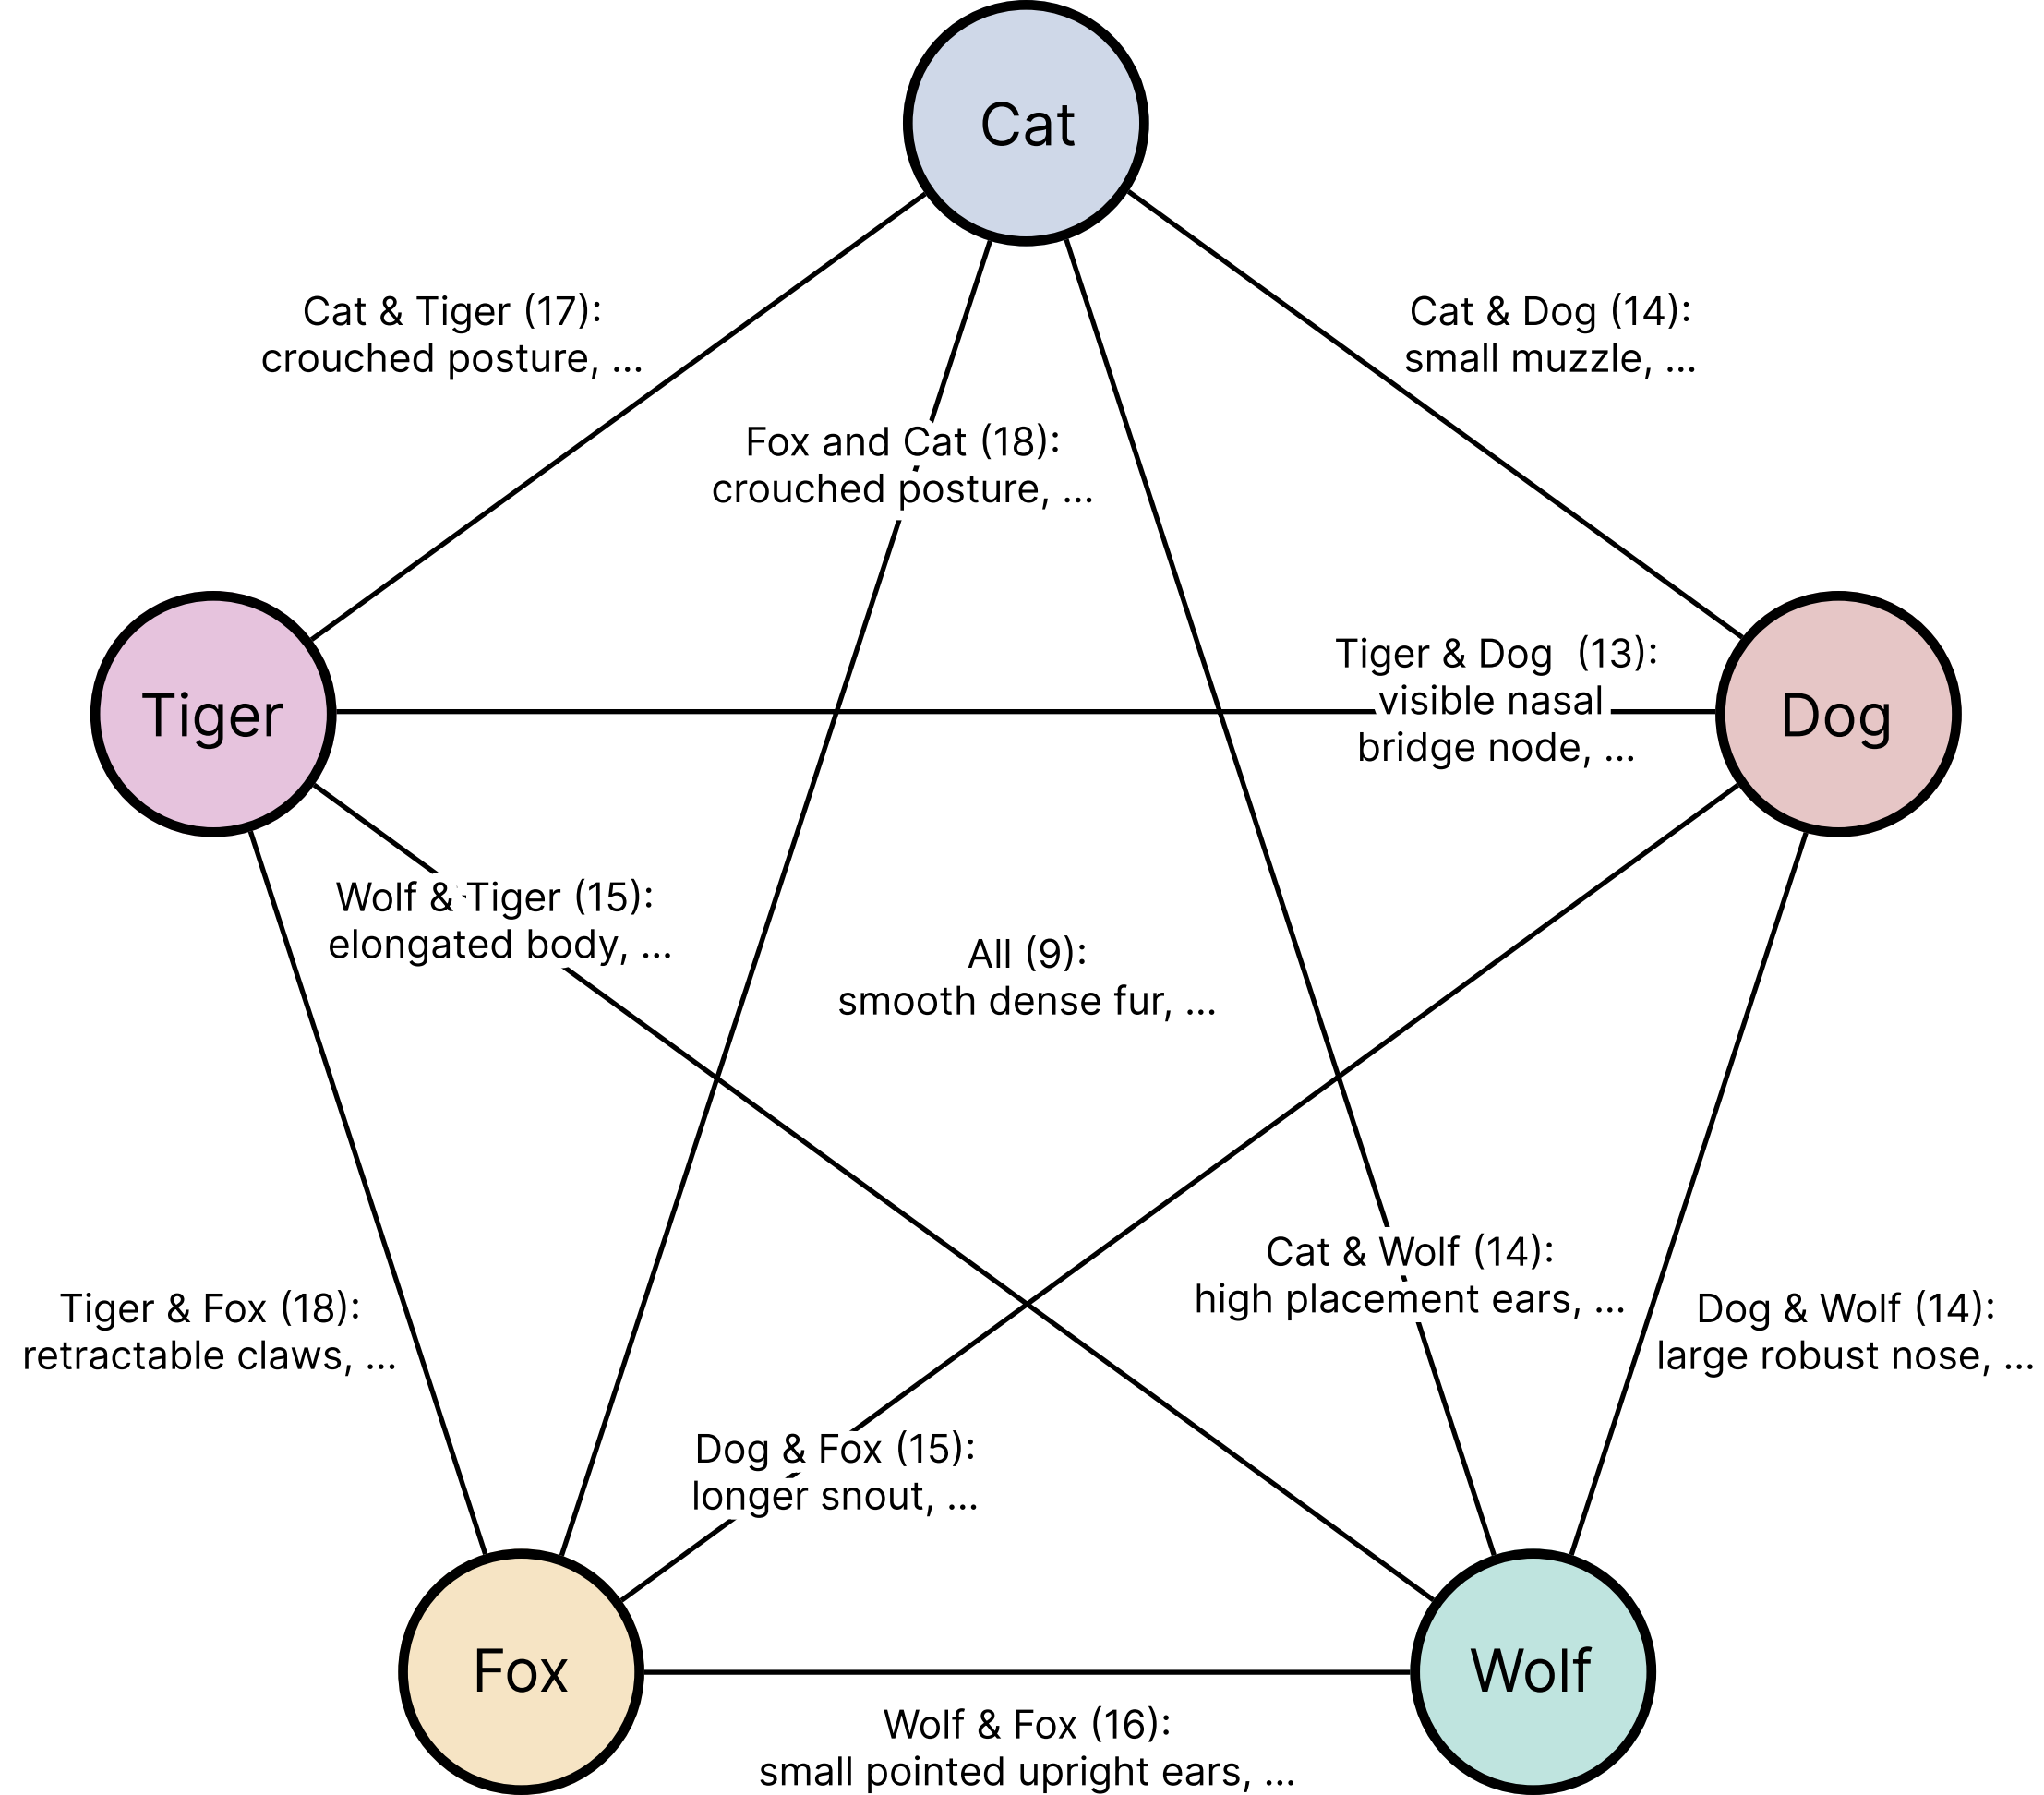 Cat
Cat & Tiger (17):
crouched posture, ...
Cat & Dog (14):
small muzzle, ...
Fox and Cat (18):
crouched posture, ...
Tiger
Tiger & Dog (13):
visible nasal
bridge node, ...
Dog
Wolf & Tiger (15):
elongated body, ...
All (9):
smooth dense fur, ...
Cat & Wolf (14):
high placement ears, ...
Tiger & Fox (18):
retractable claws, ...
Dog & Wolf (14):
large robust nose, ...
Dog & Fox (15):
longer snout, ...
Fox
Wolf
Wolf & Fox (16):
small pointed upright ears, ...